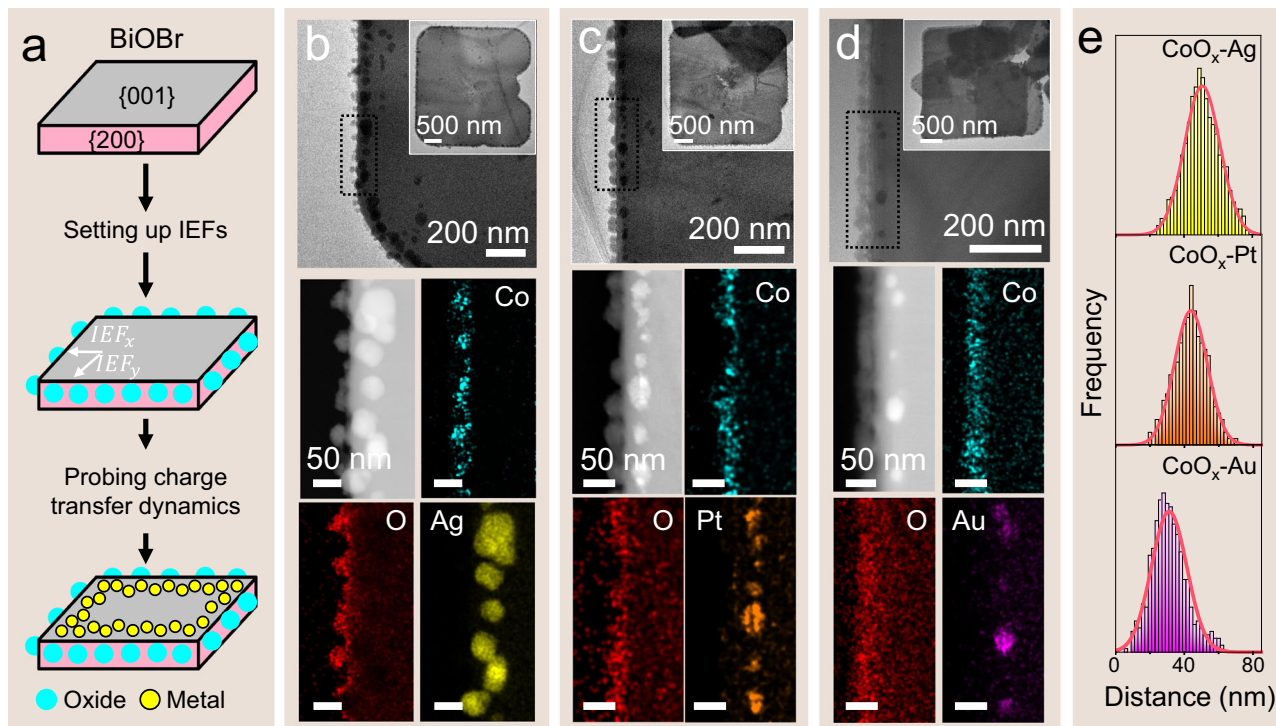 a
BiOBr
{001}
{200}
Setting up IEFs
IEFₓ
IEFᵧ
Probing charge
transfer dynamics
Oxide
Metal
b
500 nm
200 nm
Co
50 nm
O
Ag
c
500 nm
200 nm
Co
50 nm
O
Pt
d
500 nm
200 nm
Co
50 nm
O
Au
e
CoOₓ-Ag
CoOₓ-Pt
CoOₓ-Au
Frequency
0 40 80
Distance (nm)